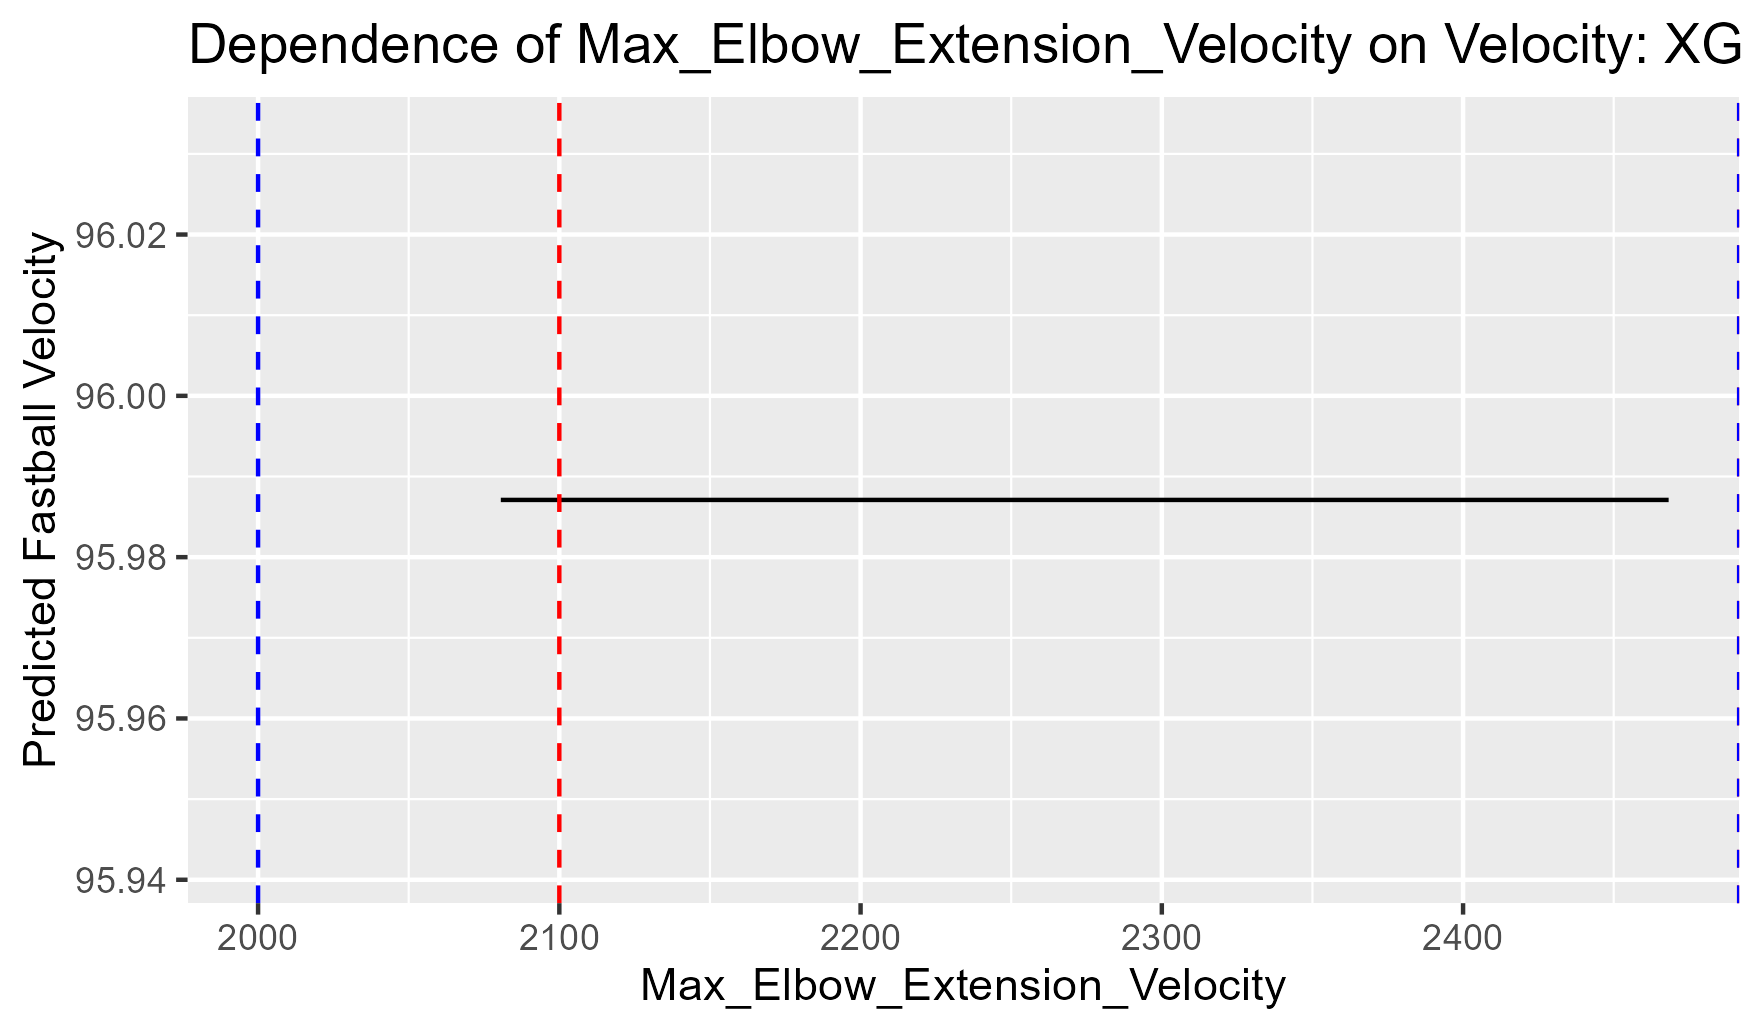 Dependence of Max_Elbow_Extension_Velocity on Velocity: XG
Predicted Fastball Velocity
96.02
96.00
95.98
95.96
95.94
2000 2100 2200 2300 2400
Max_Elbow_Extension_Velocity